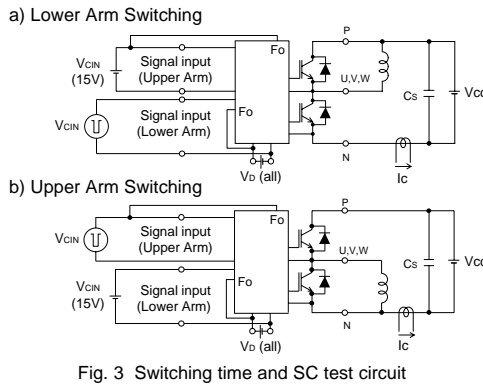 a) Lower Arm Switching
P
Fo
VCIN
(15V)
Signal input
(Upper Arm)
U,V,W
CS
Vcc
Signal input
(Lower Arm)
Fo
VCIN
N
Ic
VD (all)
b) Upper Arm Switching
P
Fo
VCIN
Signal input
(Upper Arm)
U,V,W
CS
Vcc
VCIN
(15V)
Signal input
(Lower Arm)
Fo
N
Ic
VD (all)
Fig. 3 Switching time and SC test circuit